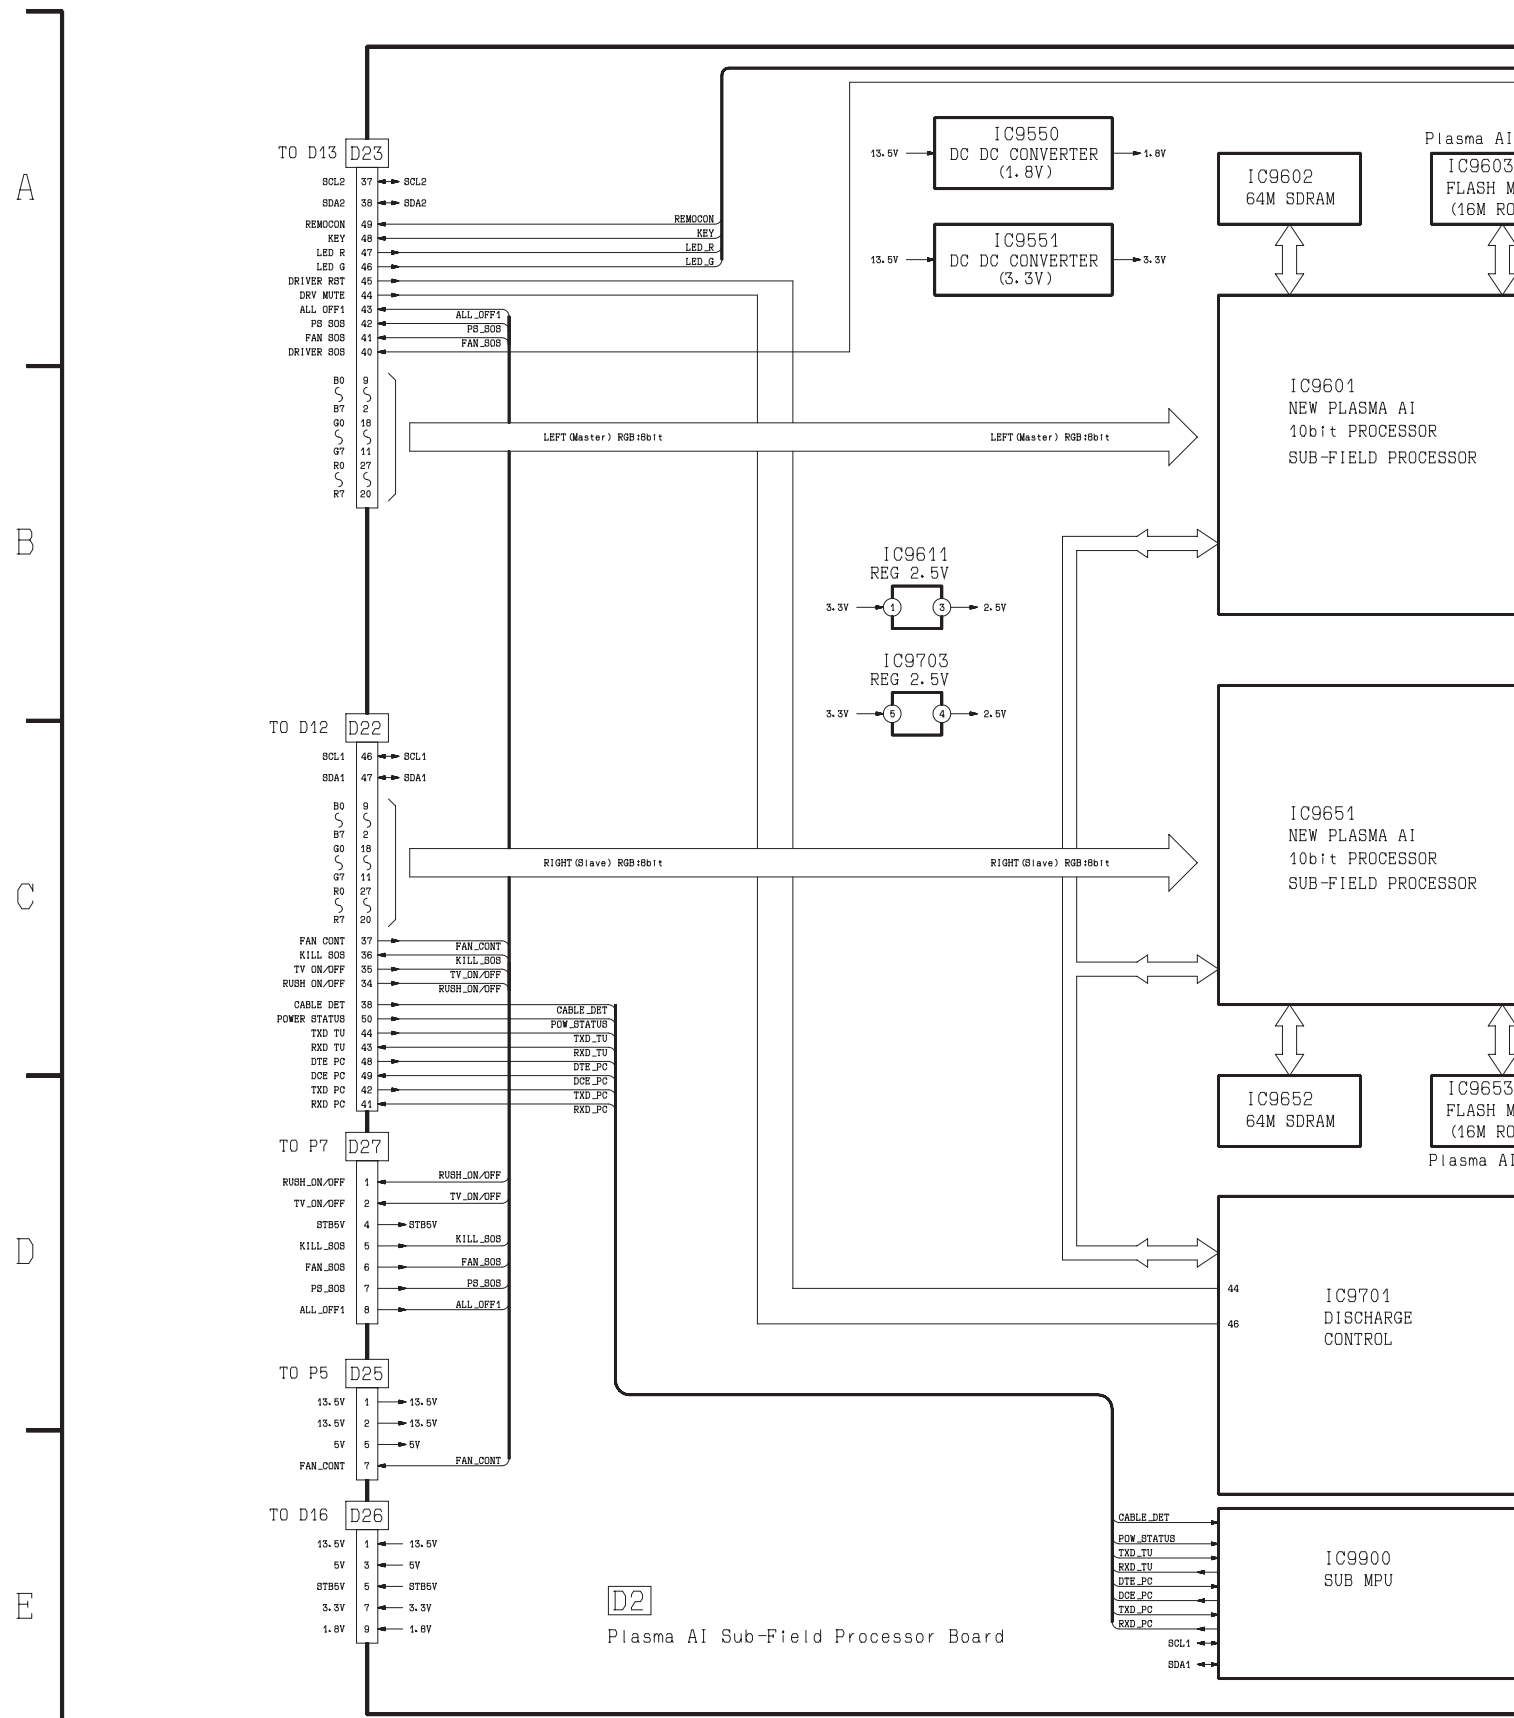 A
B
C
D
E
TO D13 D23
SCL2 37 SCL2
SDA2 38 SDA2
REMOCON 49 REMOCON
KEY 48 KEY
LED R 47 LED_R
LED G 46 LED_G
DRIVER RST 45
DRV MUTE 44
ALL OFF1 43 ALL_OFF1
PS SOS 42 PS_SOS
FAN SOS 41 FAN_SOS
DRIVER SOS 40
B0 9
B7 2
G0 18
G7 11
R0 27
R7 20
LEFT(Master) RGB:8bit LEFT(Master) RGB:8bit
IC9550
13.5V DC DC CONVERTER 1.8V
(1.8V)
IC9551
13.5V DC DC CONVERTER 3.3V
(3.3V)
IC9602
64M SDRAM
Plasma AI
IC9603
FLASH M
(16M RO
IC9601
NEW PLASMA AI
10bit PROCESSOR
SUB-FIELD PROCESSOR
IC9611
REG 2.5V
3.3V 1 3 2.5V
IC9703
REG 2.5V
3.3V 5 4 2.5V
TO D12 D22
SCL1 46 SCL1
SDA1 47 SDA1
B0 9
B7 2
G0 18
G7 11
R0 27
R7 20
RIGHT(Slave) RGB:8bit RIGHT(Slave) RGB:8bit
FAN CONT 37 FAN_CONT
KILL SOS 36 KILL_SOS
TV ON/OFF 35 TV_ON/OFF
RUSH ON/OFF 34 RUSH_ON/OFF
CABLE DET 38 CABLE_DET
POWER STATUS 50 POW_STATUS
TXD TU 44 TXD_TU
RXD TU 43 RXD_TU
DTE PC 48 DTE_PC
DCE PC 49 DCE_PC
TXD PC 42 TXD_PC
RXD PC 41 RXD_PC
IC9651
NEW PLASMA AI
10bit PROCESSOR
SUB-FIELD PROCESSOR
IC9652
64M SDRAM
IC9653
FLASH M
(16M RO
Plasma AI
TO P7 D27
RUSH_ON/OFF 1 RUSH_ON/OFF
TV_ON/OFF 2 TV_ON/OFF
STB5V 4 STB5V
KILL_SOS 5 KILL_SOS
FAN_SOS 6 FAN_SOS
PS_SOS 7 PS_SOS
ALL_OFF1 8 ALL_OFF1
44
46
IC9701
DISCHARGE
CONTROL
TO P5 D25
13.5V 1 13.5V
13.5V 2 13.5V
5V 5 5V
FAN_CONT 7 FAN_CONT
TO D16 D26
13.5V 1 13.5V
5V 3 5V
STB5V 5 STB5V
3.3V 7 3.3V
1.8V 9 1.8V
D2
Plasma AI Sub-Field Processor Board
CABLE_DET
POW_STATUS
TXD_TU
RXD_TU
DTE_PC
DCE_PC
TXD_PC
RXD_PC
SCL1
SDA1
IC9900
SUB MPU